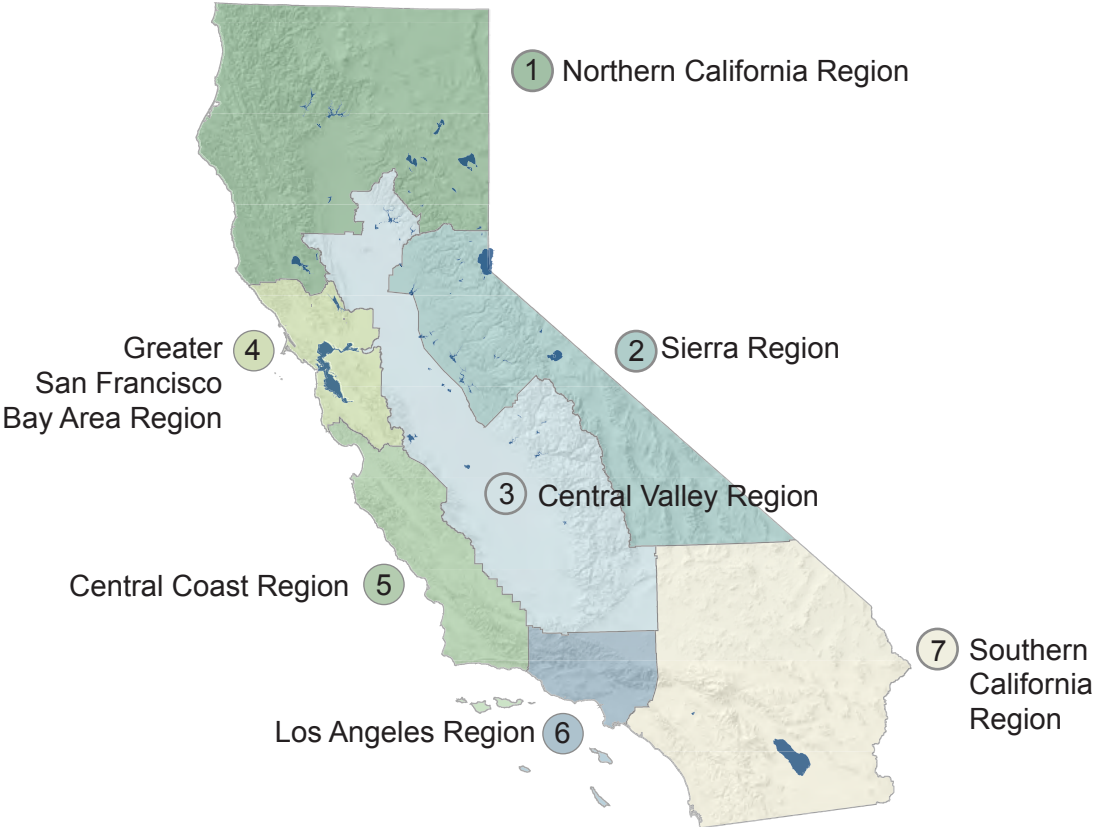 1 Northern California Region
Greater 4
San Francisco
Bay Area Region
2 Sierra Region
3 Central Valley Region
Central Coast Region 5
7 Southern
California
Region
Los Angeles Region 6